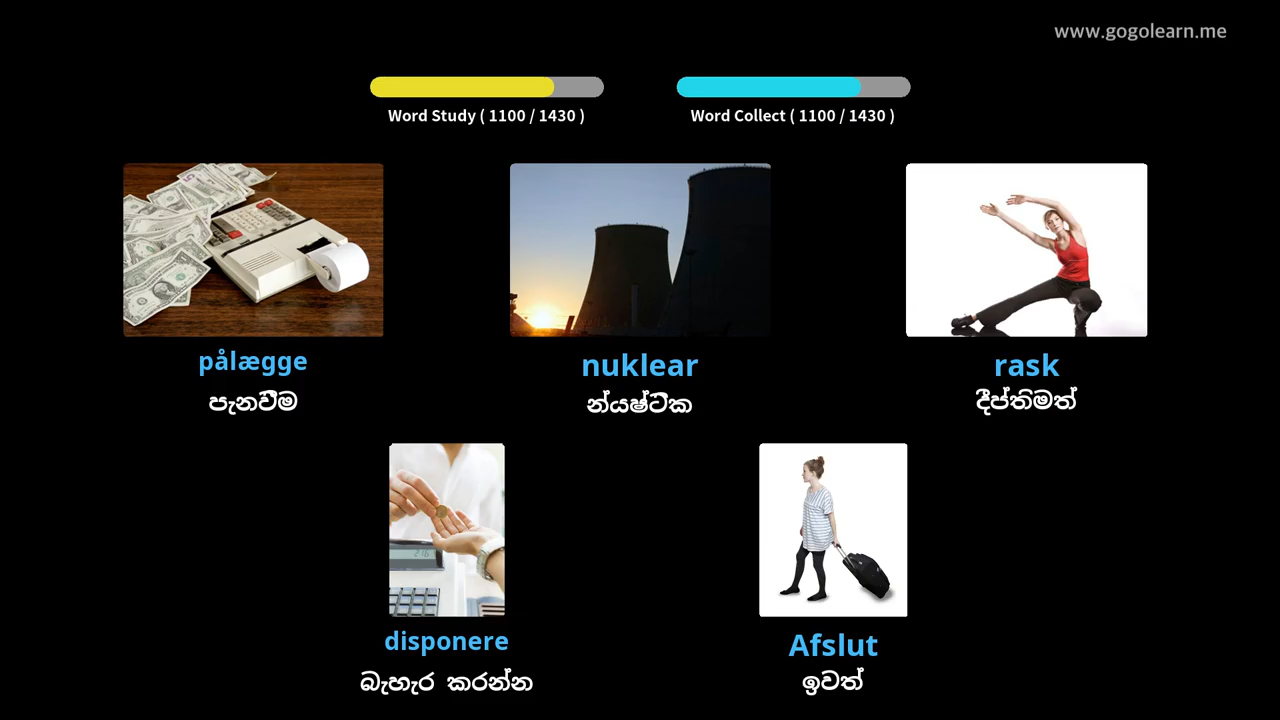 www.gogolearn.me
Word Study ( 1100 / 1430 )
Word Collect ( 1100 / 1430 )
pålægge
පැනවීම
nuklear
න්යෂ්ටික
rask
දීප්තිමත්
disponere
බැහැර කරන්න
Afslut
ඉවත්